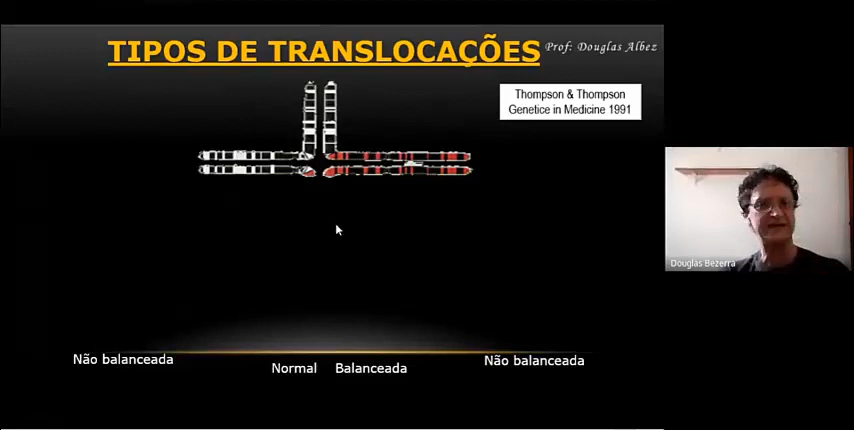 TIPOS DE TRANSLOCAÇÕES
Prof: Douglas Albez
Thompson & Thompson
Genetice in Medicine 1991
Douglas Bezerra
Não balanceada
Normal
Balanceada
Não balanceada